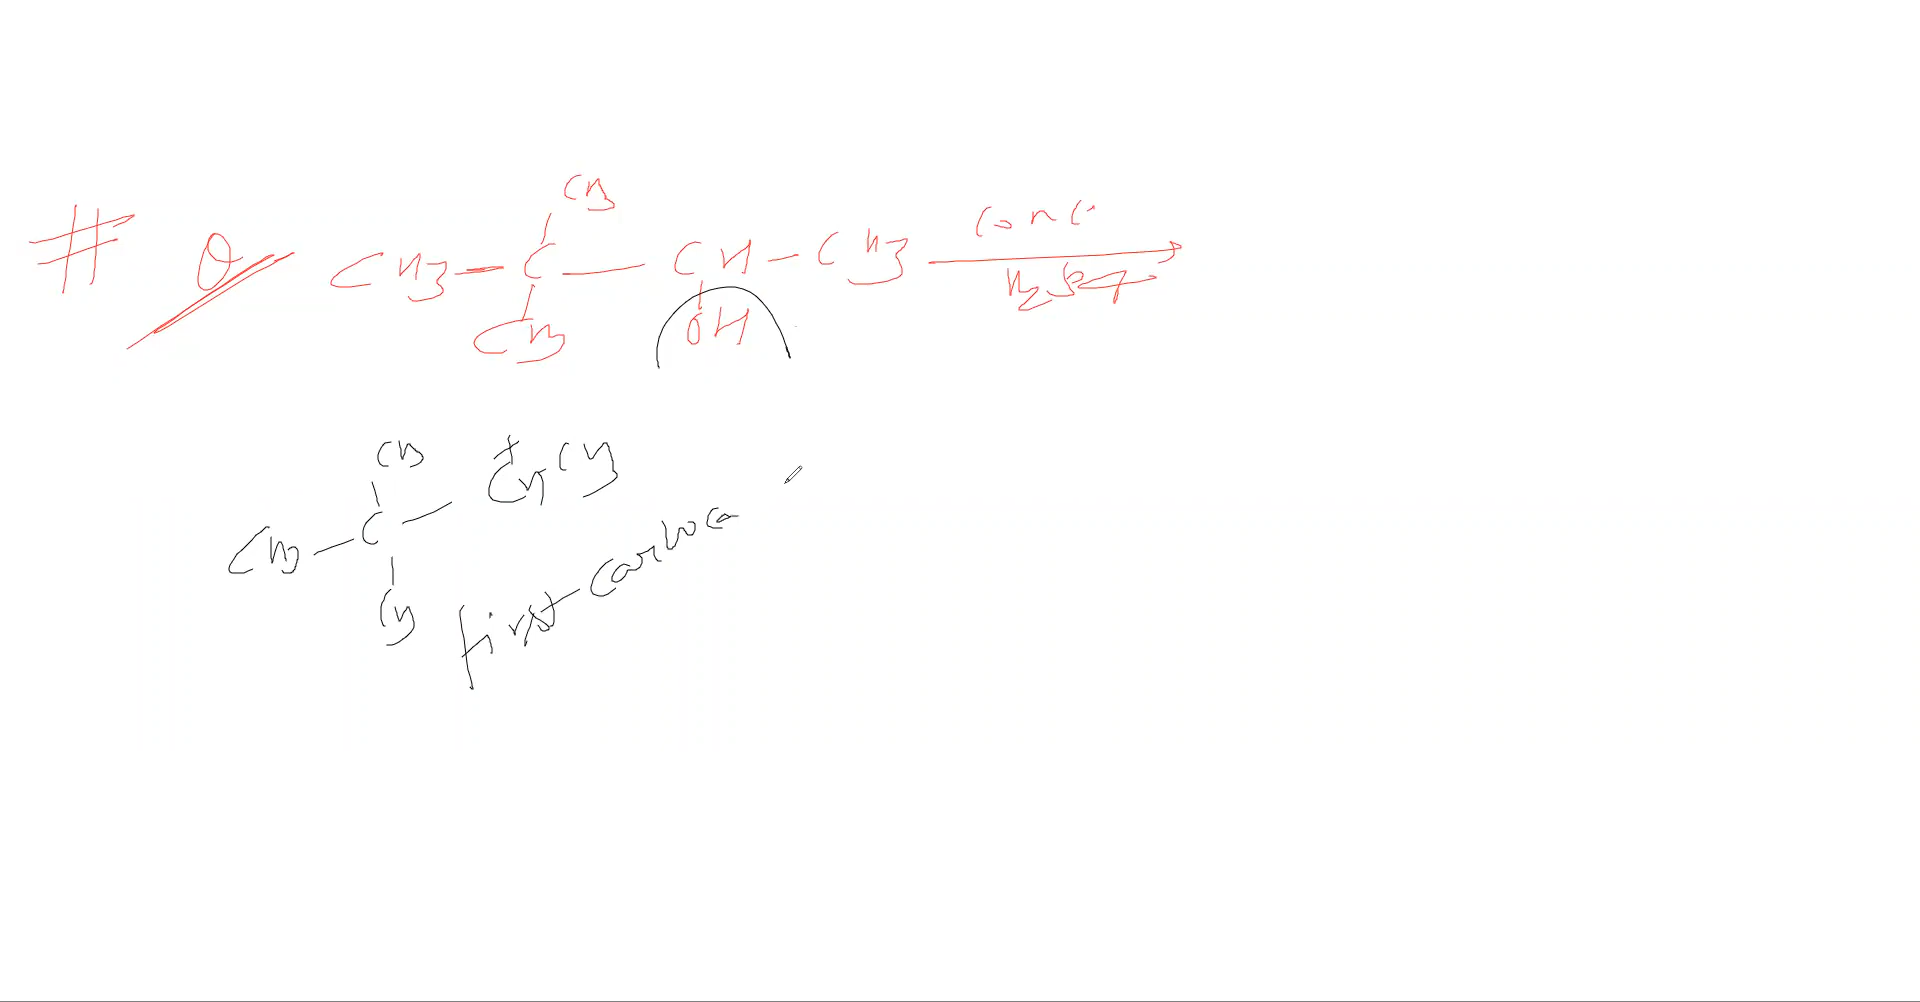 CH3
# Q CH3-C-CH-CH3 conc
CH3 OH H2SO4
CH3 + CH3
CH3-C-CH
CH3
first carboca